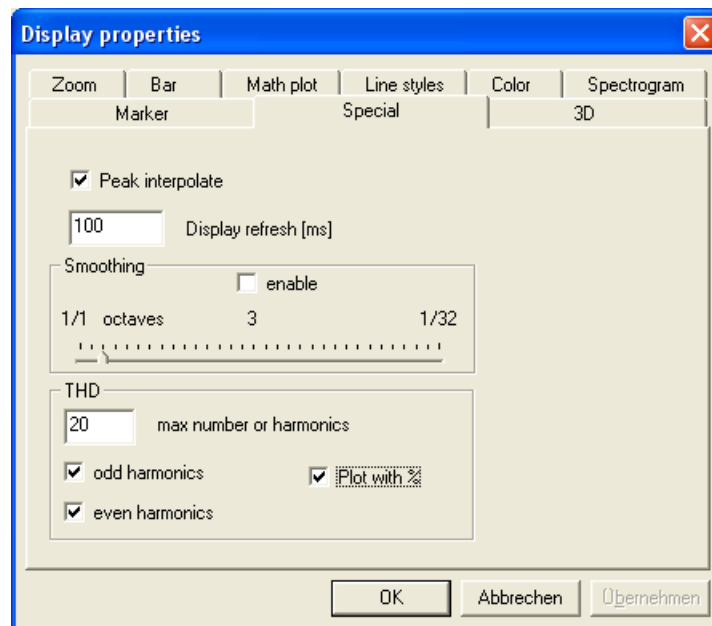 Display properties
Zoom Bar Math plot Line styles Color Spectrogram
Marker Special 3D
Peak interpolate
100 Display refresh [ms]
Smoothing
enable
1/1 octaves 3 1/32
THD
20 max number or harmonics
odd harmonics Plot with %
even harmonics
OK Abbrechen Übernehmen